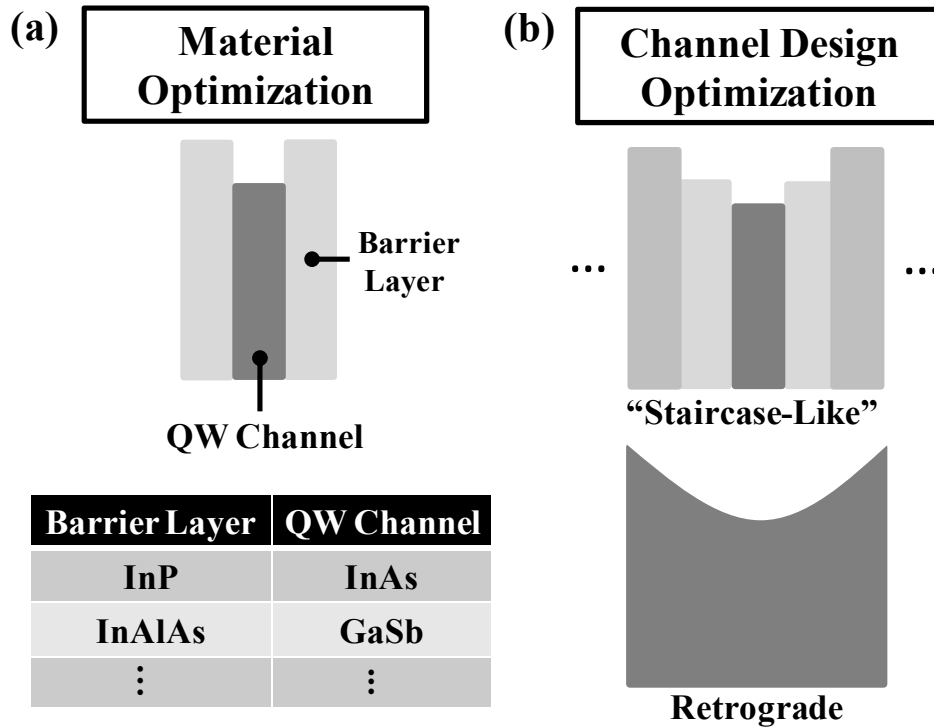 (a)
Material
Optimization
Barrier
Layer
QW Channel
Barrier Layer QW Channel
InP InAs
InAlAs GaSb
⋮ ⋮
(b)
Channel Design
Optimization
... ...
“Staircase-Like”
Retrograde